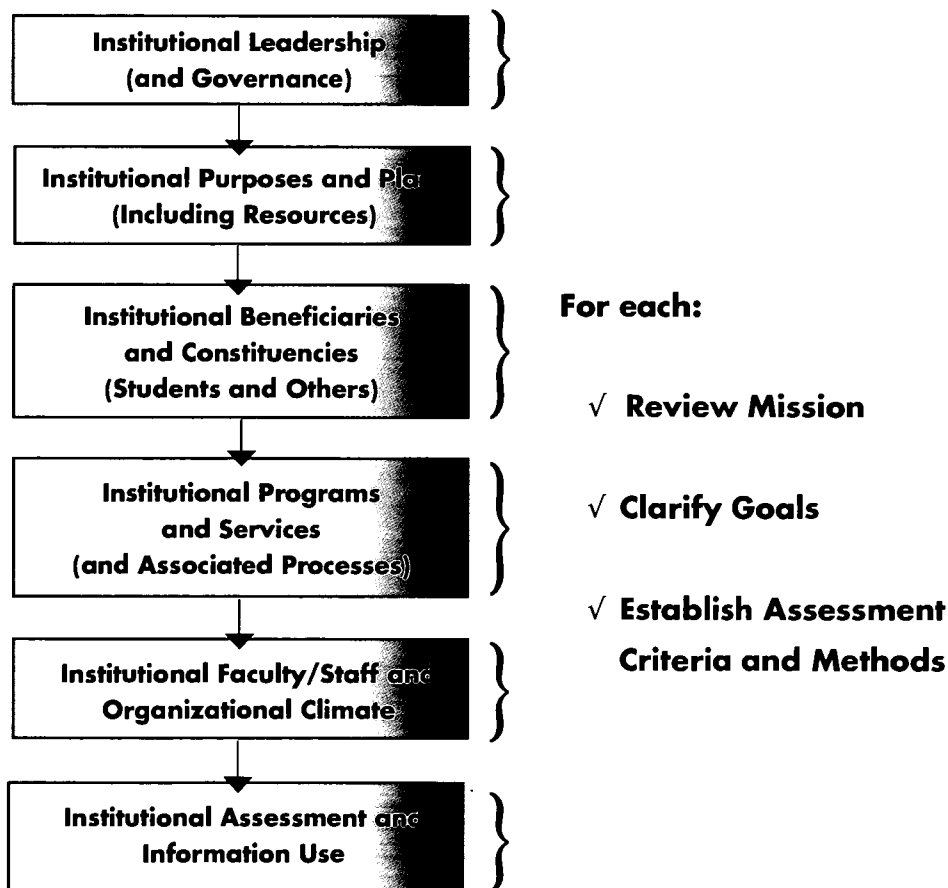 Institutional Leadership
(and Governance)
Institutional Purposes and Pla
(Including Resources)
Institutional Beneficiaries
and Constituencies
(Students and Others)
Institutional Programs
and Services
(and Associated Processes)
Institutional Faculty/Staff and
Organizational Climate
Institutional Assessment and
Information Use
For each:
√ Review Mission
√ Clarify Goals
√ Establish Assessment
Criteria and Methods